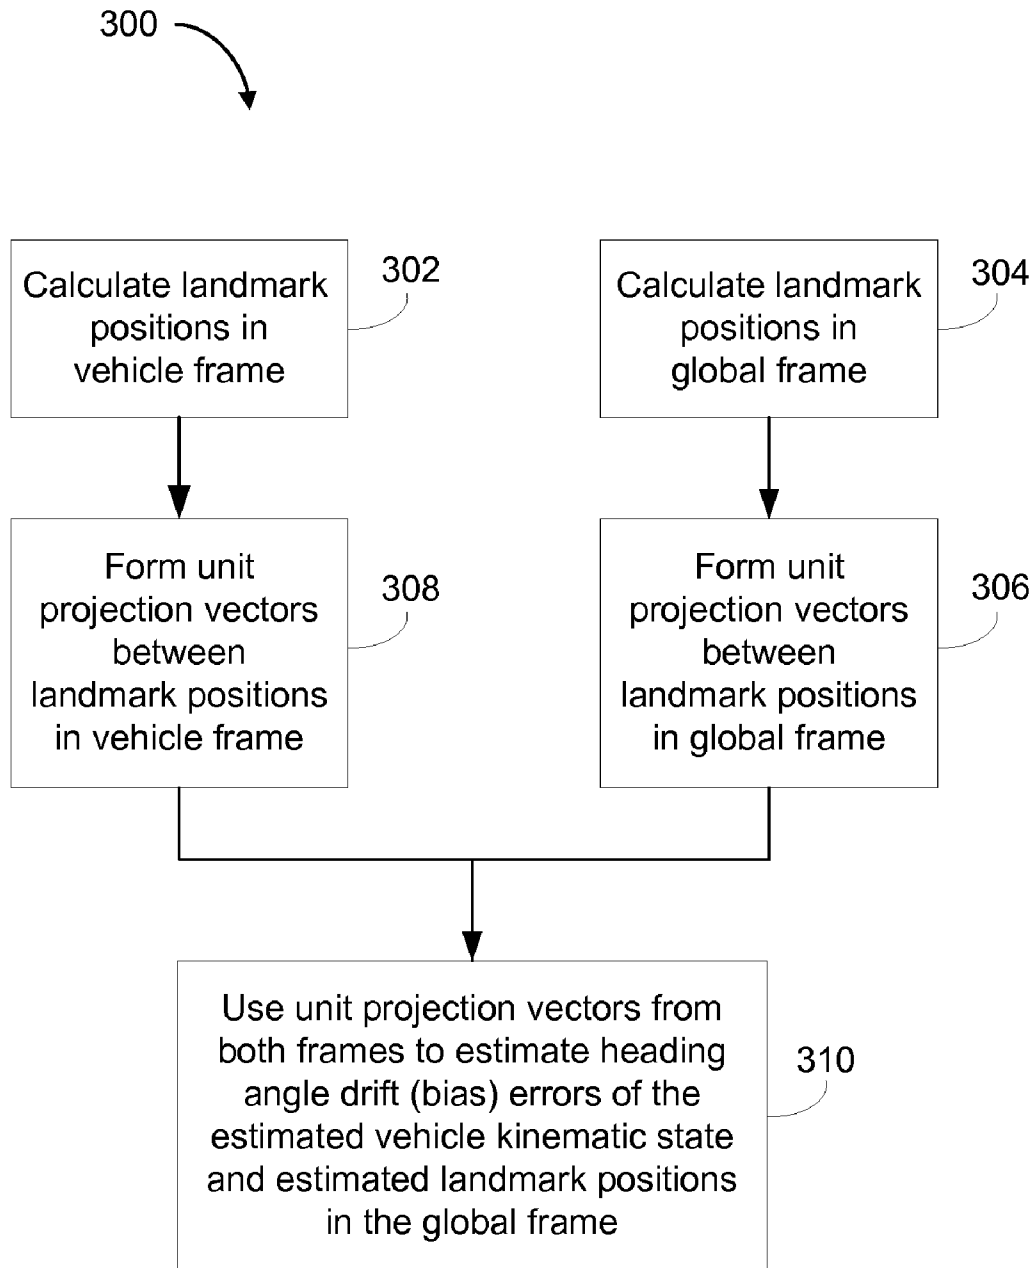 300
Calculate landmark
positions in
vehicle frame
302
Calculate landmark
positions in
global frame
304
Form unit
projection vectors
between
landmark positions
in vehicle frame
308
Form unit
projection vectors
between
landmark positions
in global frame
306
Use unit projection vectors from
both frames to estimate heading
angle drift (bias) errors of the
estimated vehicle kinematic state
and estimated landmark positions
in the global frame
310